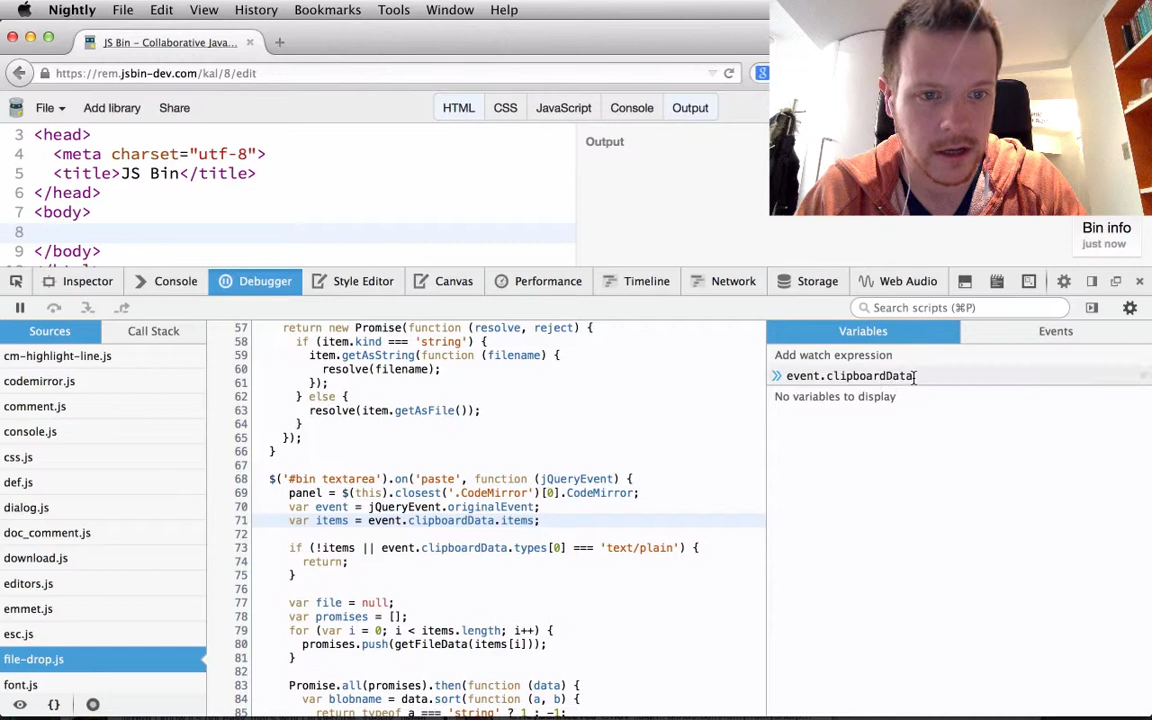 Nightly File Edit View History Bookmarks Tools Window Help
JS Bin – Collaborative Java...
https://rem.jsbin-dev.com/kal/8/edit
File Add library Share HTML CSS JavaScript Console Output
3 <head>
4 <meta charset="utf-8">
5 <title>JS Bin</title>
6 </head>
7 <body>
8
9 </body>
Output
Bin info
just now
Inspector Console Debugger Style Editor Canvas Performance Timeline Network Storage Web Audio
Search scripts (⌘P)
Sources Call Stack
cm-highlight-line.js
codemirror.js
comment.js
console.js
css.js
def.js
dialog.js
doc_comment.js
download.js
editors.js
emmet.js
esc.js
file-drop.js
font.js
57 return new Promise(function (resolve, reject) {
58 if (item.kind === 'string') {
59 item.getAsString(function (filename) {
60 resolve(filename);
61 });
62 } else {
63 resolve(item.getAsFile());
64 }
65 });
66 }
67
68 $('#bin textarea').on('paste', function (jQueryEvent) {
69 panel = $(this).closest('.CodeMirror')[0].CodeMirror;
70 var event = jQueryEvent.originalEvent;
71 var items = event.clipboardData.items;
72
73 if (!items || event.clipboardData.types[0] === 'text/plain') {
74 return;
75 }
76
77 var file = null;
78 var promises = [];
79 for (var i = 0; i < items.length; i++) {
80 promises.push(getFileData(items[i]));
81 }
82
83 Promise.all(promises).then(function (data) {
84 var blobname = data.sort(function (a, b) {
85 return typeof a === 'string' ? 1 : -1;
Variables Events
Add watch expression
event.clipboardData
No variables to display